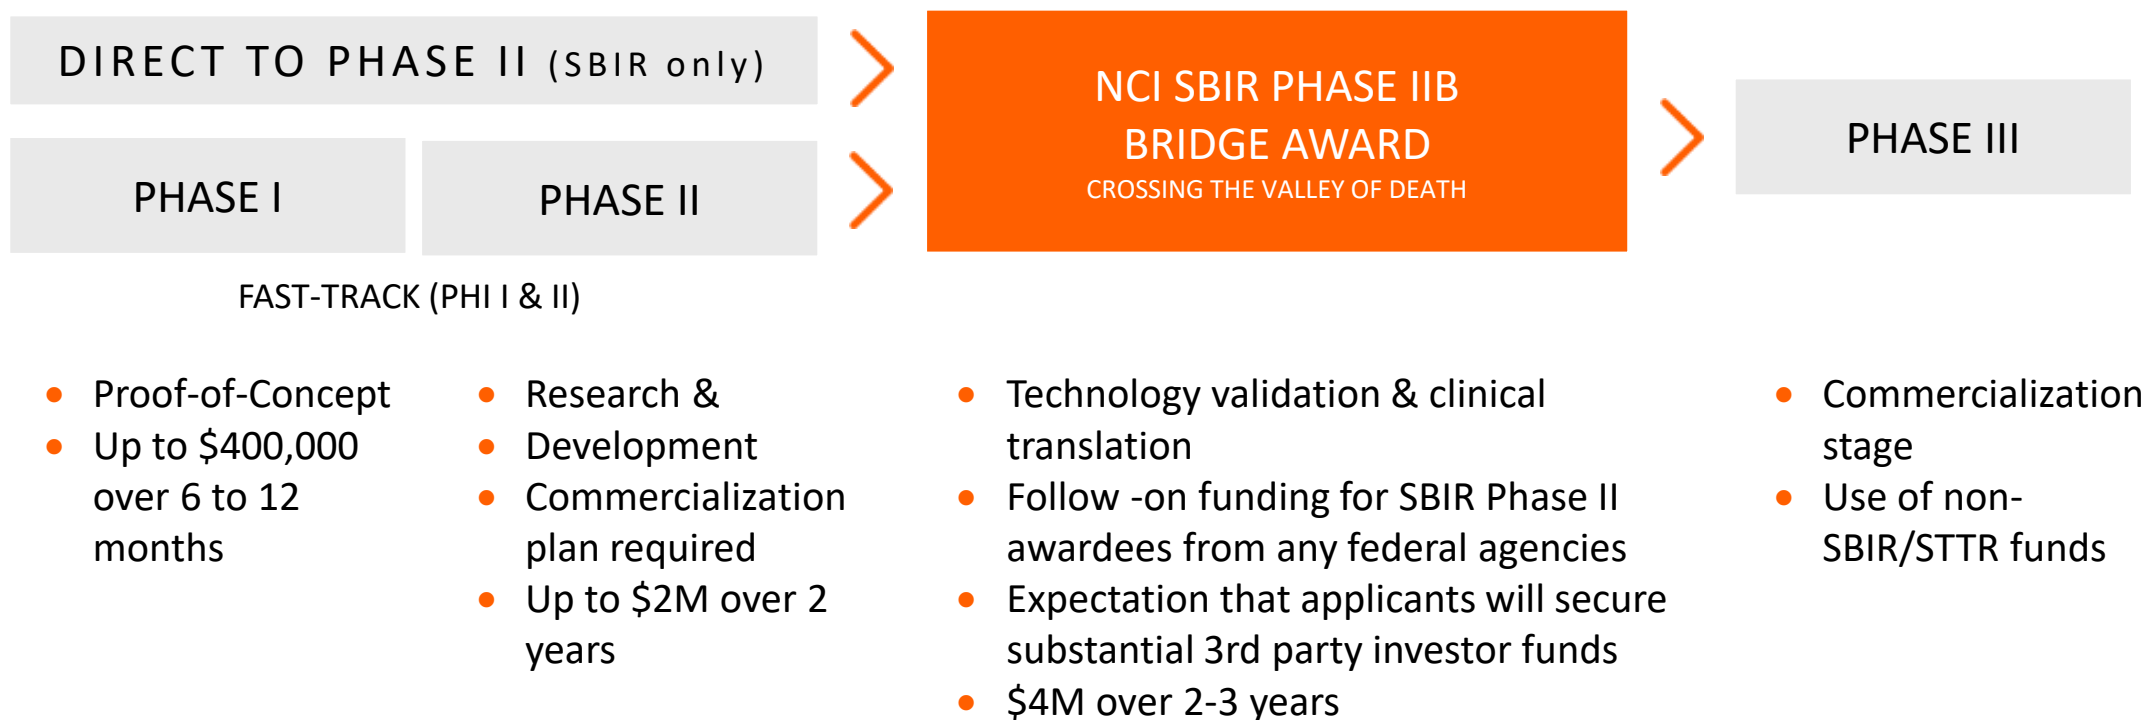 DIRECT TO PHASE II (SBIR only)
PHASE I
PHASE II
FAST-TRACK (PHI I & II)
NCI SBIR PHASE IIB
BRIDGE AWARD
CROSSING THE VALLEY OF DEATH
PHASE III
• Proof-of-Concept
• Up to $400,000
over 6 to 12
months
• Research &
• Development
• Commercialization
plan required
• Up to $2M over 2
years
• Technology validation & clinical
translation
• Follow -on funding for SBIR Phase II
awardees from any federal agencies
• Expectation that applicants will secure
substantial 3rd party investor funds
• $4M over 2-3 years
• Commercialization
stage
• Use of non-
SBIR/STTR funds